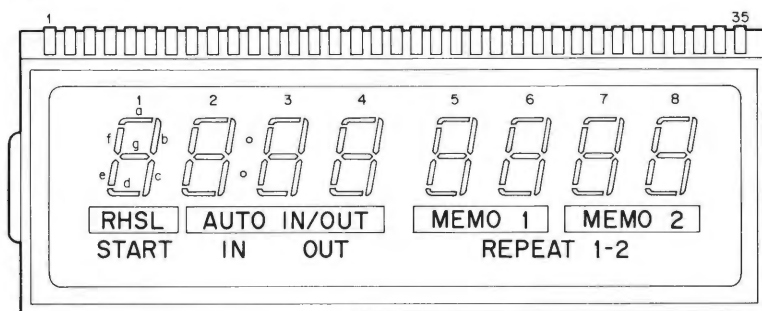 1 35
1 2 3 4 5 6 7 8
a
f b
g
e c
d
RHSL AUTO IN/OUT MEMO 1 MEMO 2
START IN OUT REPEAT 1-2